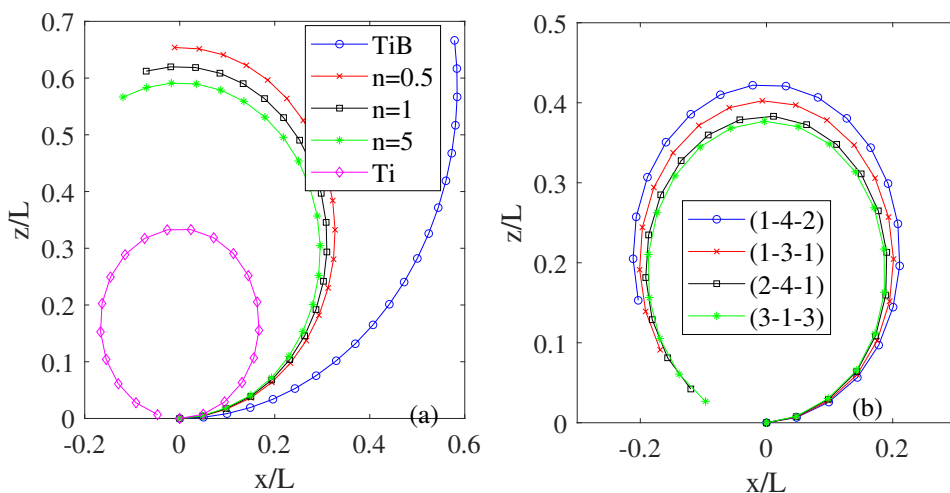 0.7
0.6
0.5
0.4
0.3
0.2
0.1
0
-0.2 0 0.2 0.4 0.6
z/L
x/L
TiB
n=0.5
n=1
n=5
Ti
(a)
0.5
0.4
0.3
0.2
0.1
0
-0.2 0 0.2
z/L
x/L
(1-4-2)
(1-3-1)
(2-4-1)
(3-1-3)
(b)